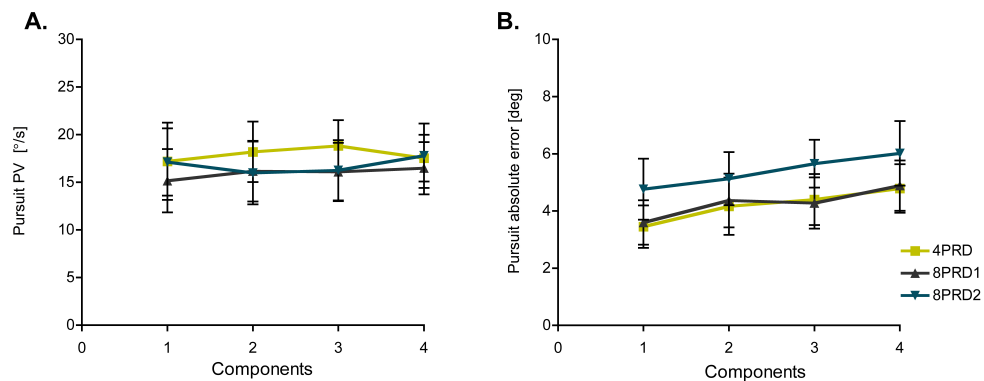 A.
30
25
20
15
10
5
0
Pursuit PV [°/s]
0 1 2 3 4
Components
B.
10
8
6
4
2
0
Pursuit absolute error [deg]
0 1 2 3 4
Components
4PRD
8PRD1
8PRD2